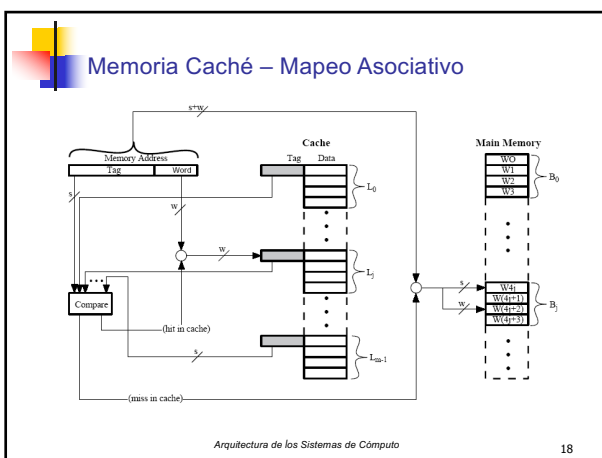 Memoria Caché – Mapeo Asociativo
s+w
Cache
Main Memory
Memory Address
Tag Data
Tag Word
W0
W1
W2
W3
B0
s
w
L0
w
Lj
s
w
W4j
W(4j+1)
W(4j+2)
W(4j+3)
Bj
Compare
(hit in cache)
s
Lm-1
(miss in cache)
Arquitectura de los Sistemas de Cómputo
18